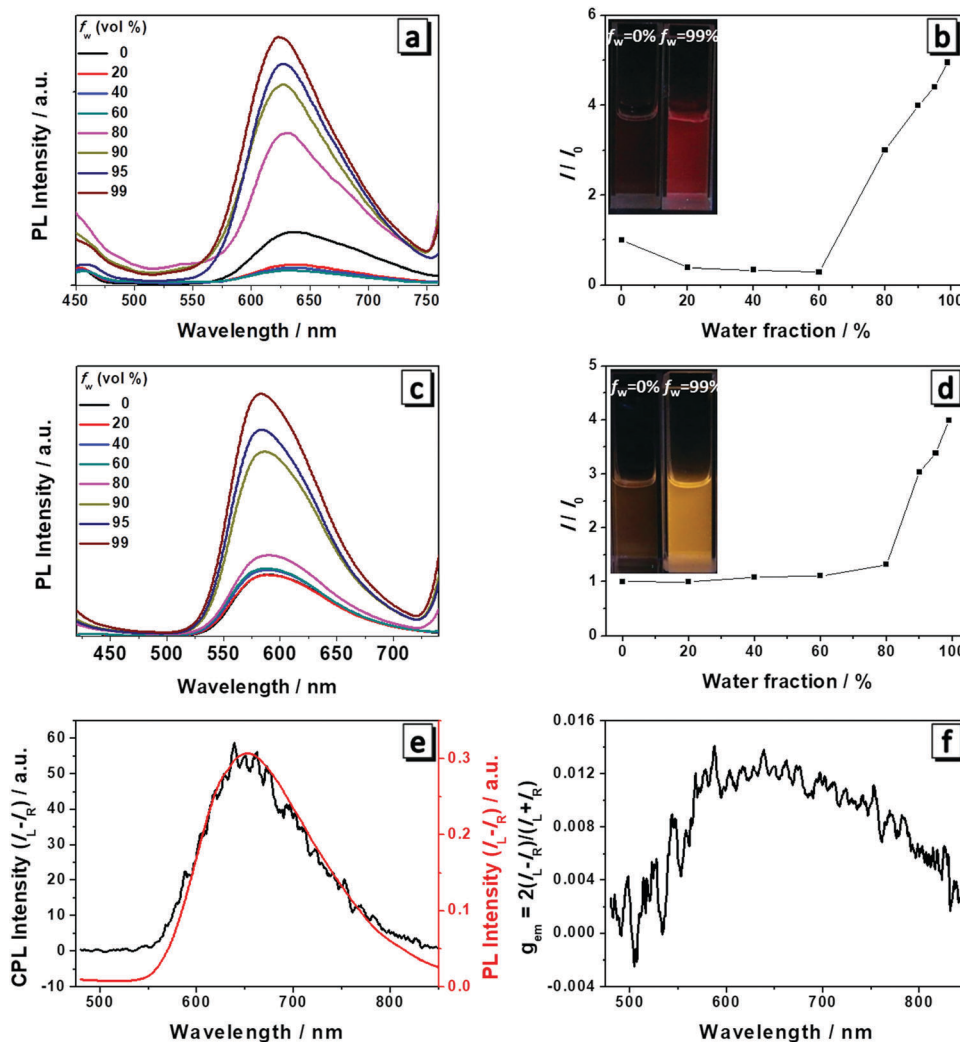 f_w (vol %)
0
20
40
60
80
90
95
99
a
PL Intensity / a.u.
450 500 550 600 650 700 750
Wavelength / nm
b
f_w=0% f_w=99%
I / I_0
6
4
2
0
0 20 40 60 80 100
Water fraction / %
f_w (vol %)
0
20
40
60
80
90
95
99
c
PL Intensity / a.u.
450 500 550 600 650 700
Wavelength / nm
d
f_w=0% f_w=99%
I / I_0
5
4
3
2
1
0
0 20 40 60 80 100
Water fraction / %
e
CPL Intensity (I_L-I_R) / a.u.
60
50
40
30
20
10
0
-10
500 600 700 800
Wavelength / nm
0.3
0.2
0.1
0.0
PL Intensity (I_L-I_R) / a.u.
f
g_em = 2(I_L-I_R)/(I_L+I_R)
0.016
0.012
0.008
0.004
0.000
-0.004
500 600 700 800
Wavelength / nm